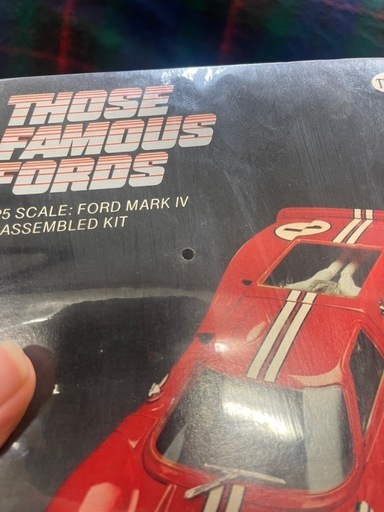 THOSE
FAMOUS
FORDS
25 SCALE: FORD MARK IV
ASSEMBLED KIT